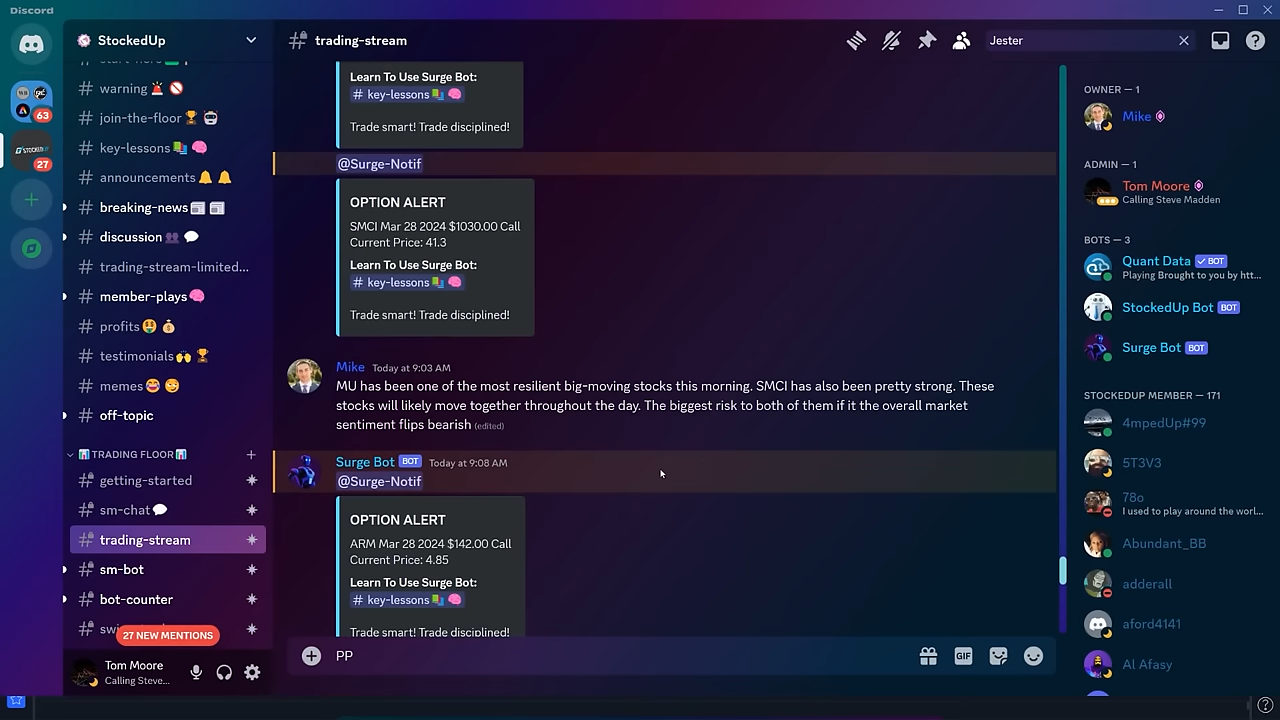 Discord
StockedUp
trading-stream
Jester
warning
join-the-floor
key-lessons
announcements
breaking-news
discussion
trading-stream-limited...
member-plays
profits
testimonials
memes
off-topic
TRADING FLOOR
getting-started
sm-chat
trading-stream
sm-bot
bot-counter
27 NEW MENTIONS
63
27
Tom Moore
Calling Steve...
Learn To Use Surge Bot:
# key-lessons
Trade smart! Trade disciplined!
@Surge-Notif
OPTION ALERT
SMCI Mar 28 2024 $1030.00 Call
Current Price: 41.3
Learn To Use Surge Bot:
# key-lessons
Trade smart! Trade disciplined!
Mike Today at 9:03 AM
MU has been one of the most resilient big-moving stocks this morning. SMCI has also been pretty strong. These
stocks will likely move together throughout the day. The biggest risk to both of them if it the overall market
sentiment flips bearish (edited)
Surge Bot BOT Today at 9:08 AM
@Surge-Notif
OPTION ALERT
ARM Mar 28 2024 $142.00 Call
Current Price: 4.85
Learn To Use Surge Bot:
# key-lessons
Trade smart! Trade disciplined!
PP
GIF
OWNER — 1
Mike
ADMIN — 1
Tom Moore
Calling Steve Madden
BOTS — 3
Quant Data BOT
Playing Brought to you by htt...
StockedUp Bot BOT
Surge Bot BOT
STOCKEDUP MEMBER — 171
4mpedUp#99
5T3V3
78o
I used to play around the worl...
Abundant_BB
adderall
aford4141
Al Afasy